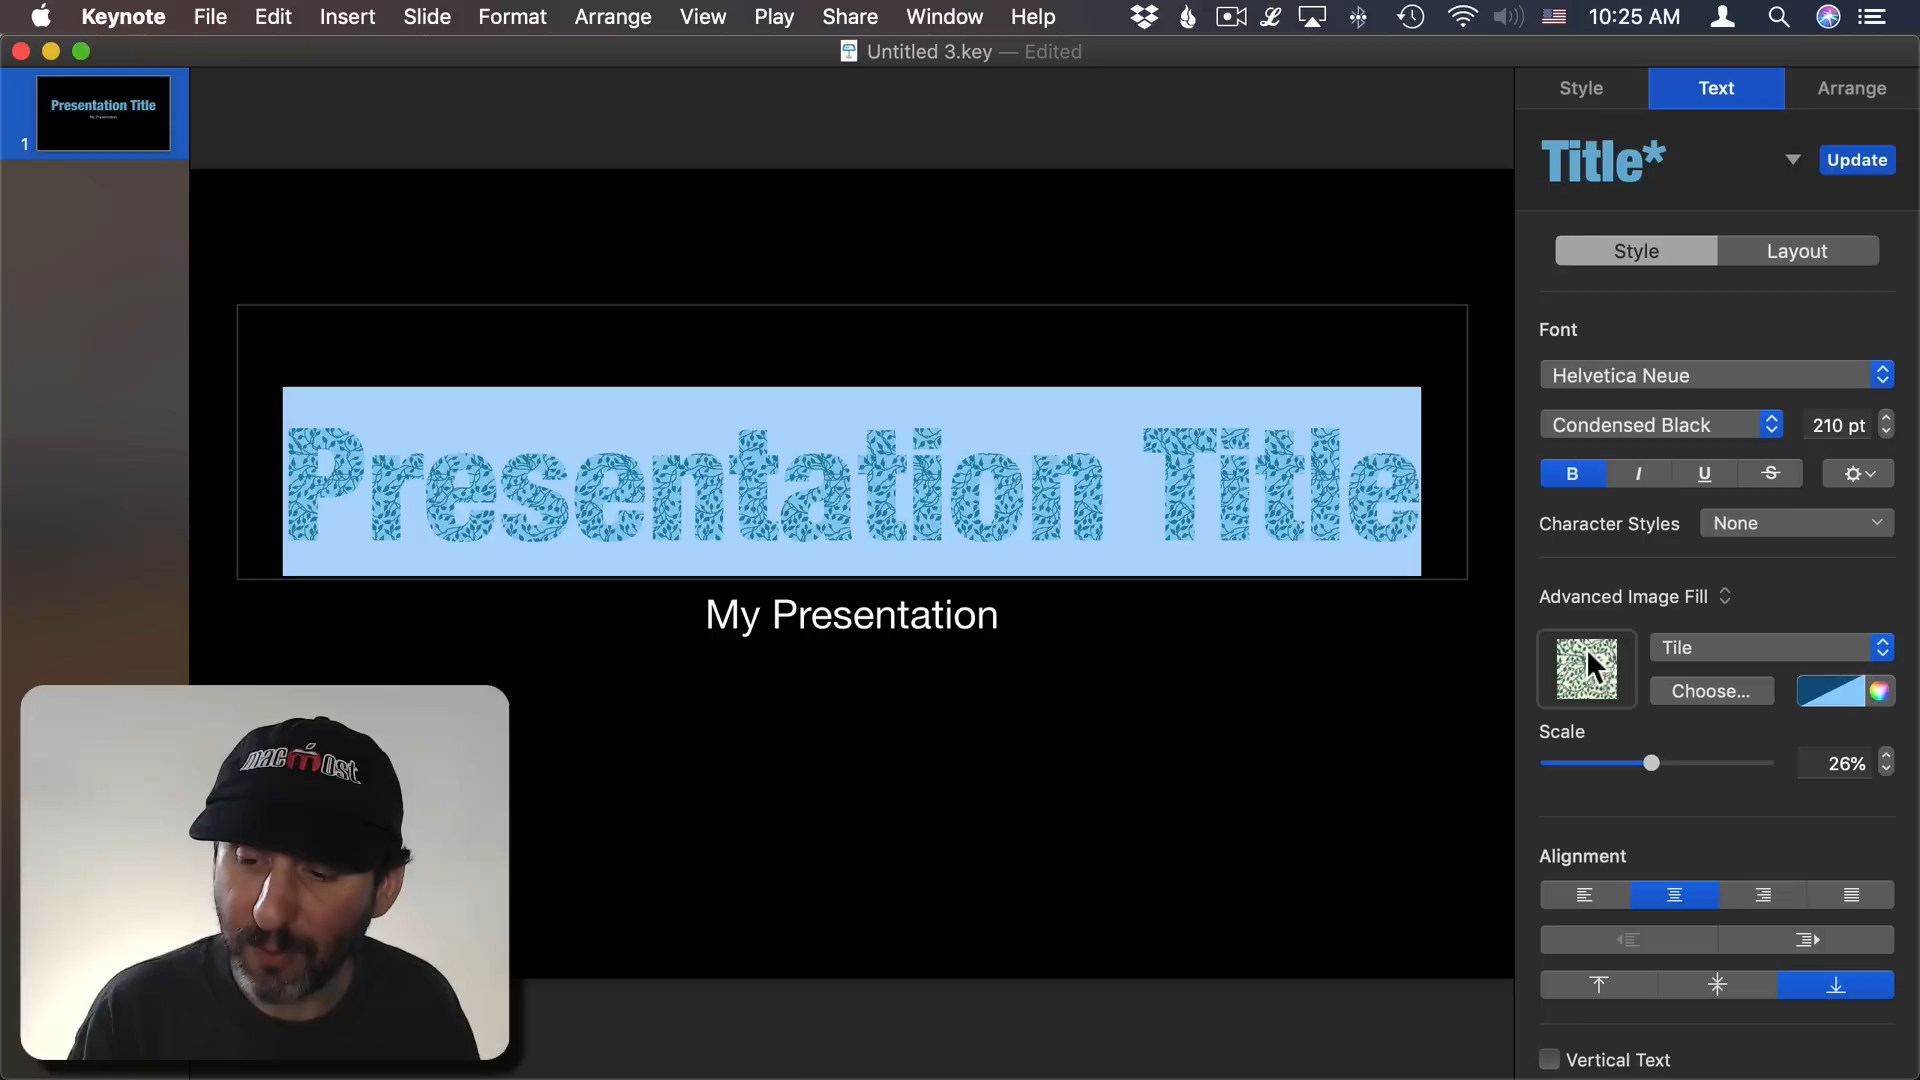 Keynote File Edit Insert Slide Format Arrange View Play Share Window Help 10:25 AM
Untitled 3.key — Edited
Presentation Title
My Presentation
1
Style Text Arrange
Title* Update
Style Layout
Font
Helvetica Neue
Condensed Black 210 pt
B I U S
Character Styles None
Advanced Image Fill
Tile
Choose...
Scale
26%
Alignment
Vertical Text
Presentation Title
My Presentation
macmost